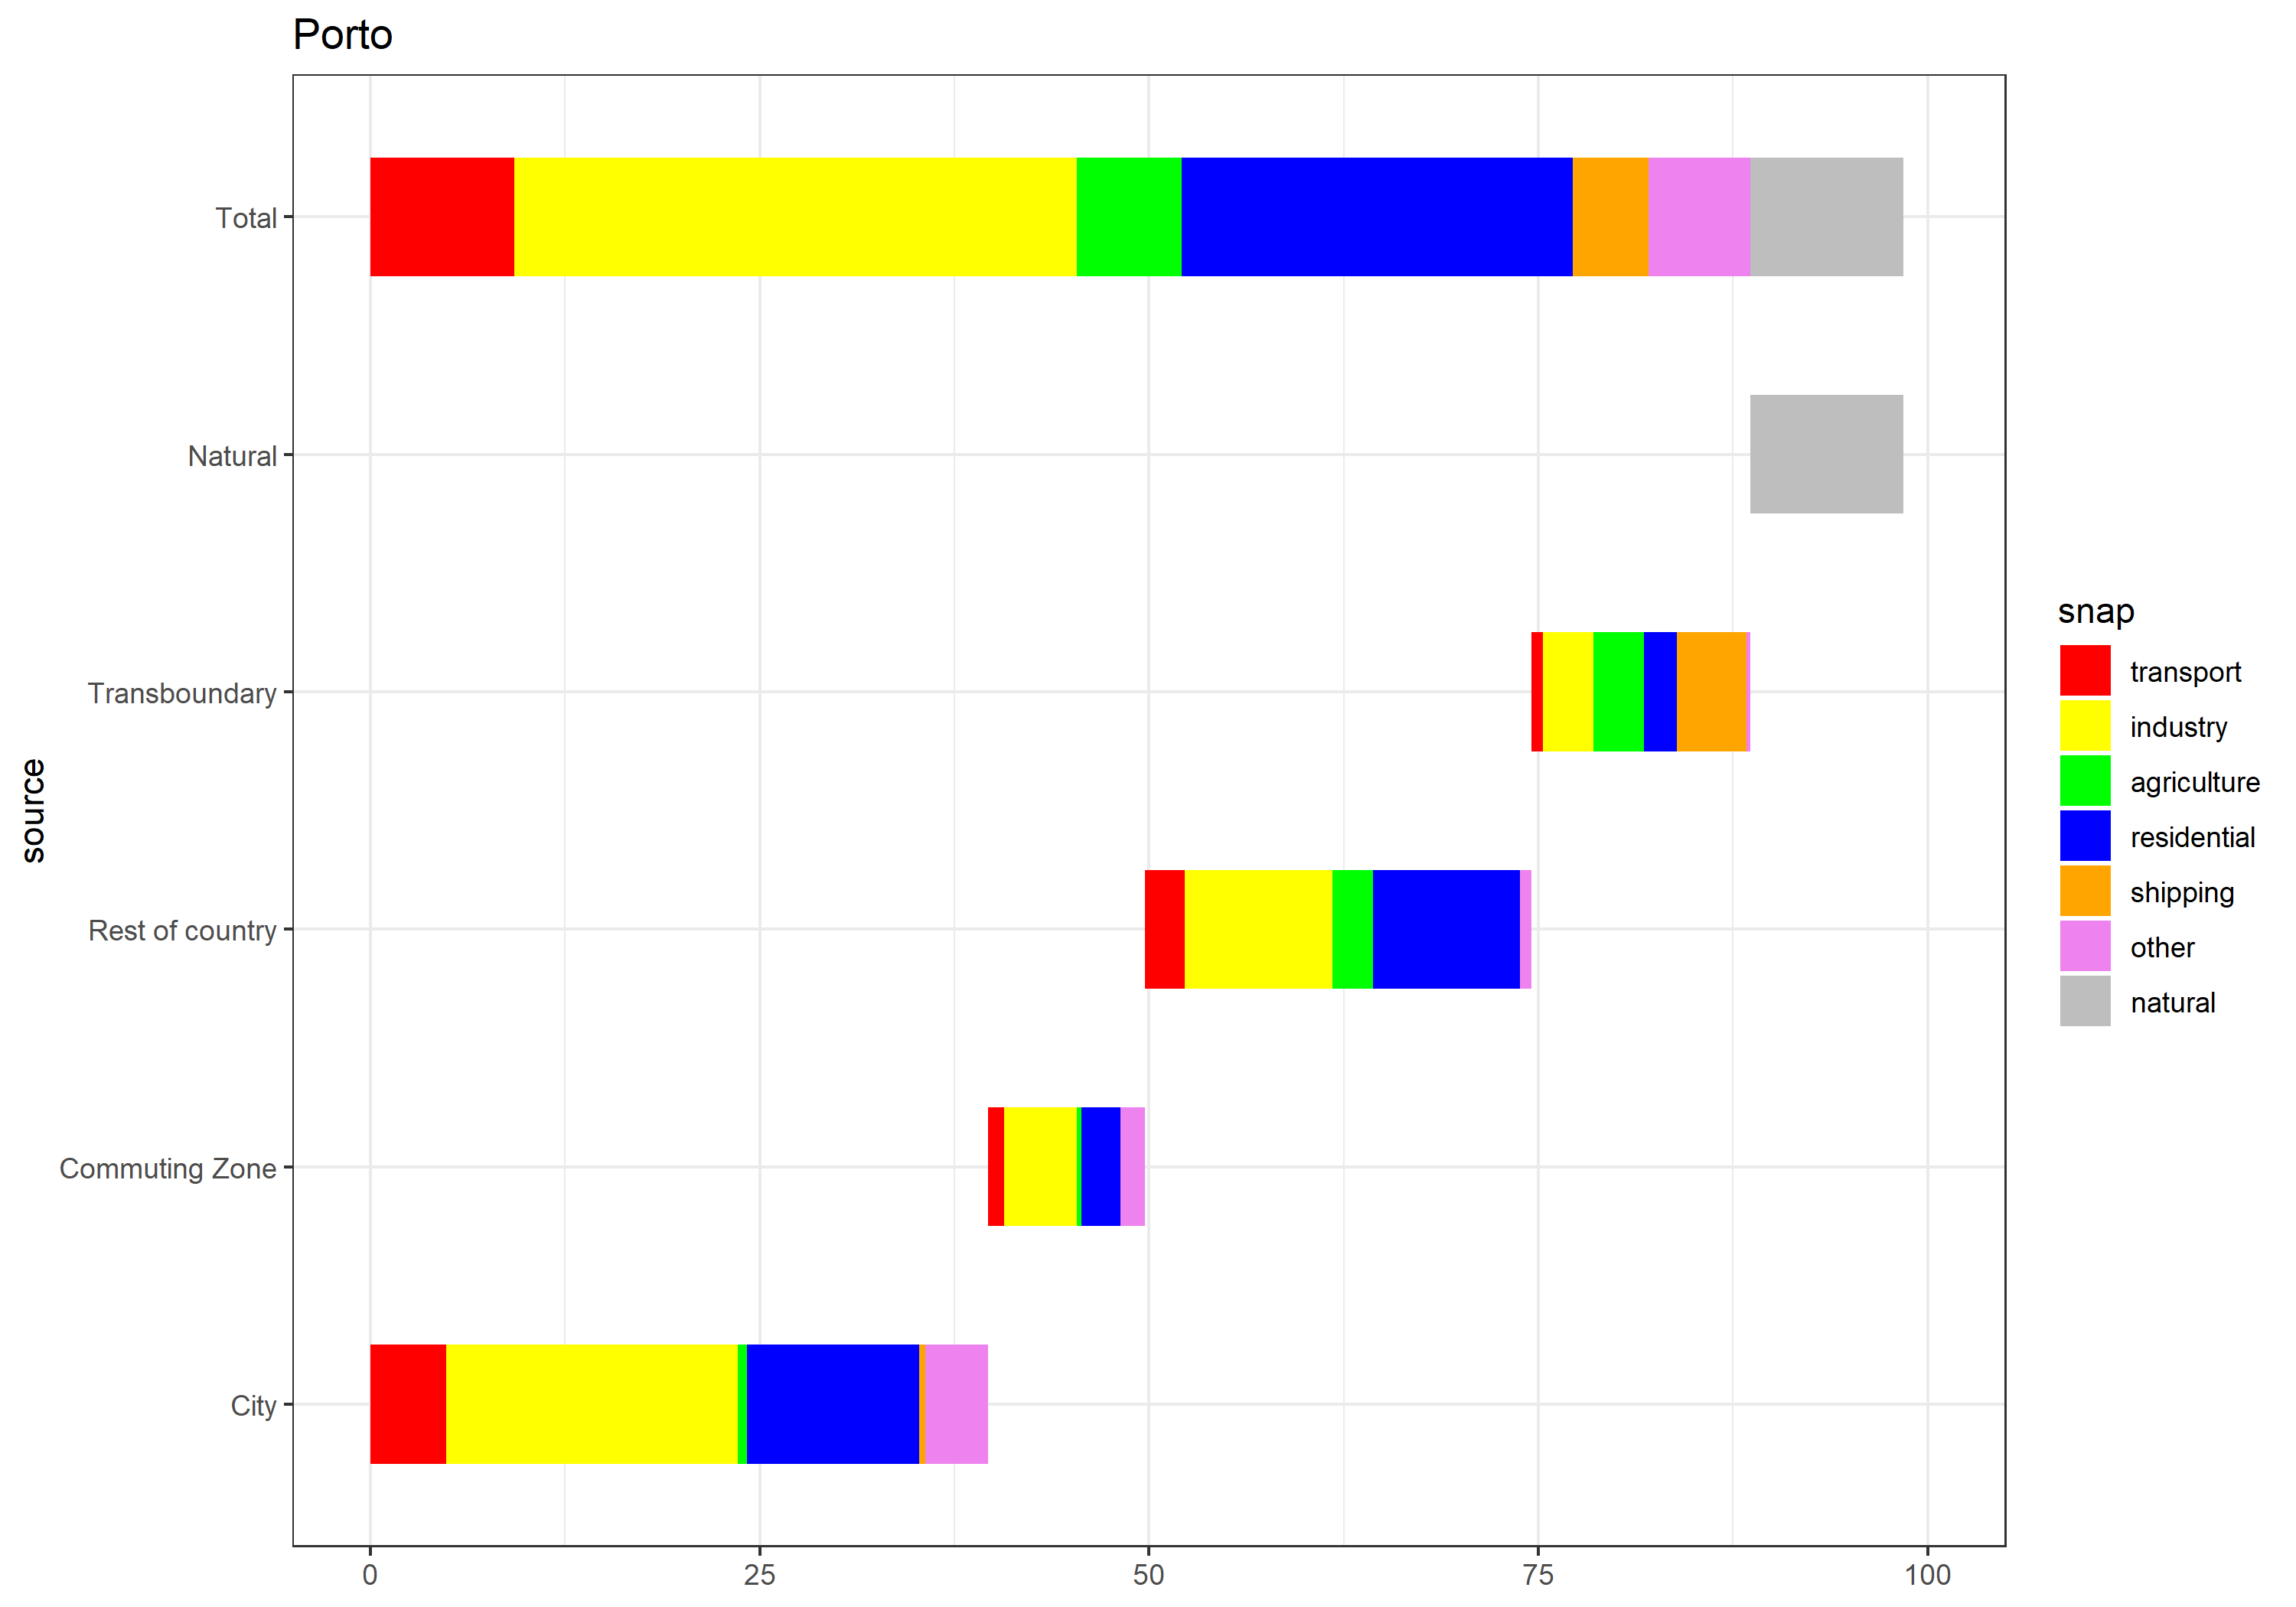 Porto
source
Total
Natural
Transboundary
Rest of country
Commuting Zone
City
0 25 50 75 100
snap
transport
industry
agriculture
residential
shipping
other
natural